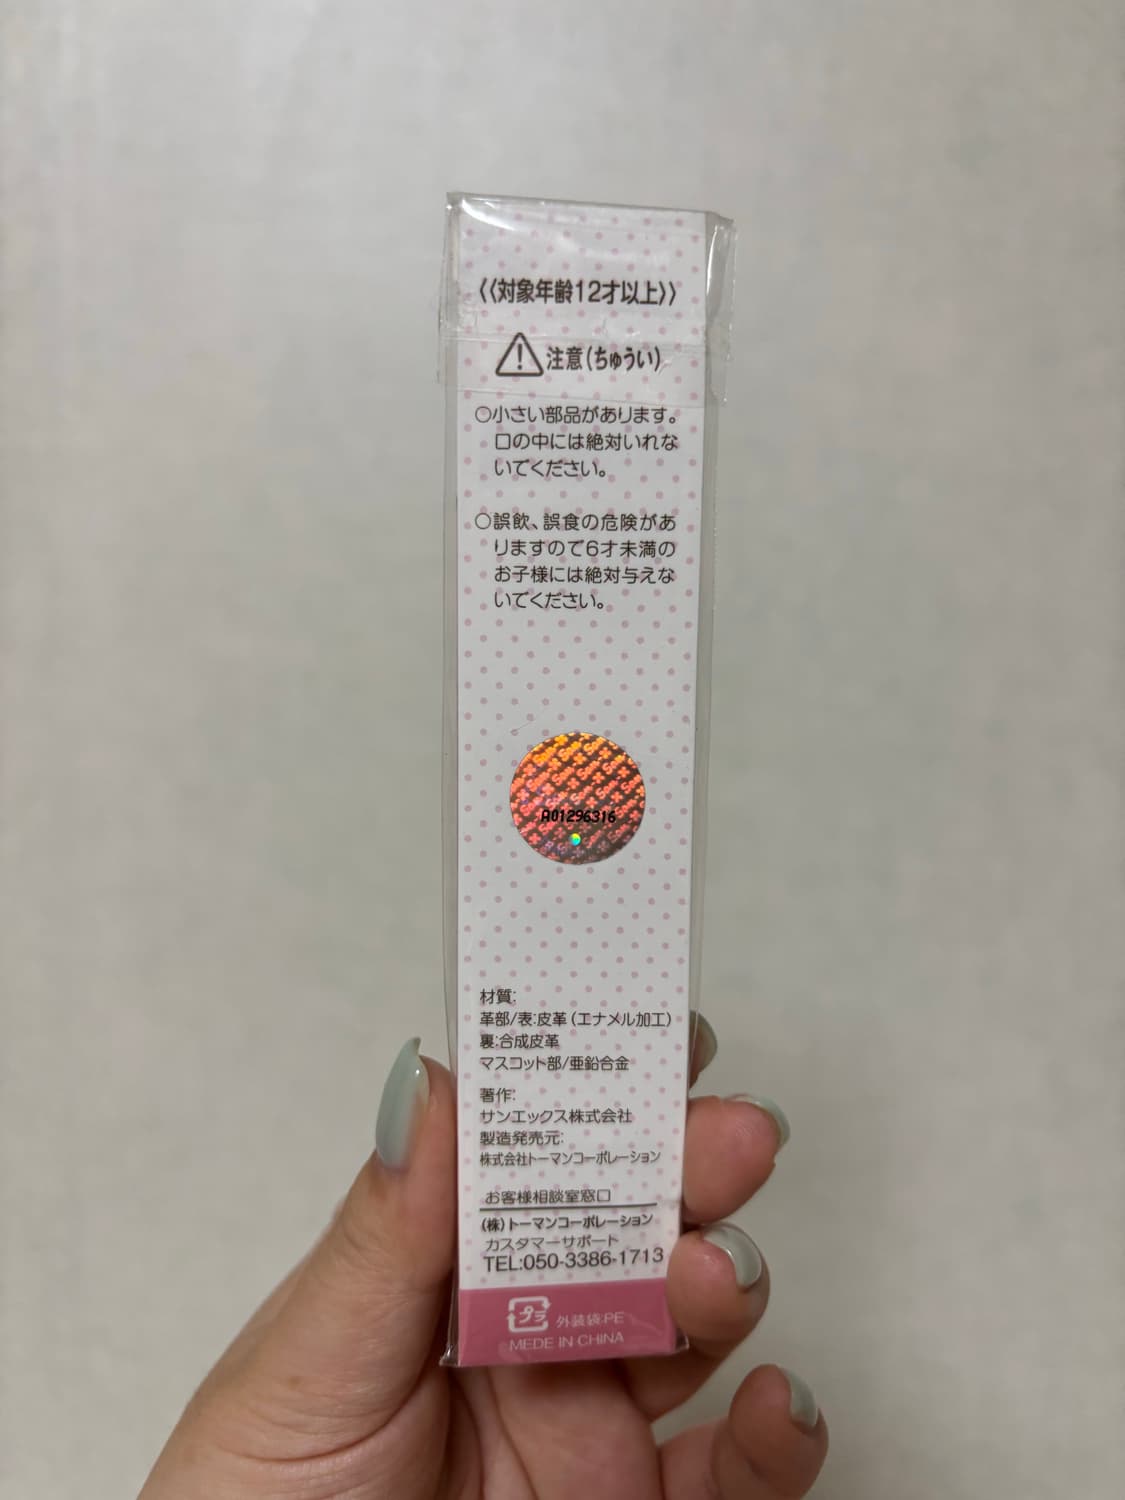 《対象年齢12才以上》
注意(ちゅうい)
○小さい部品があります。
口の中には絶対いれな
いでください。
○誤飲、誤食の危険があ
りますので6才未満の
お子様には絶対与えな
いでください。
A01296316
材質:
革部/表:皮革(エナメル加工)
裏:合成皮革
マスコット部/亜鉛合金
著作:
サンエックス株式会社
製造発売元:
株式会社トーマンコーポレーション
お客様相談室窓口
(株)トーマンコーポレーション
カスタマーサポート
TEL:050-3386-1713
プラ 外装袋:PE
MEDE IN CHINA